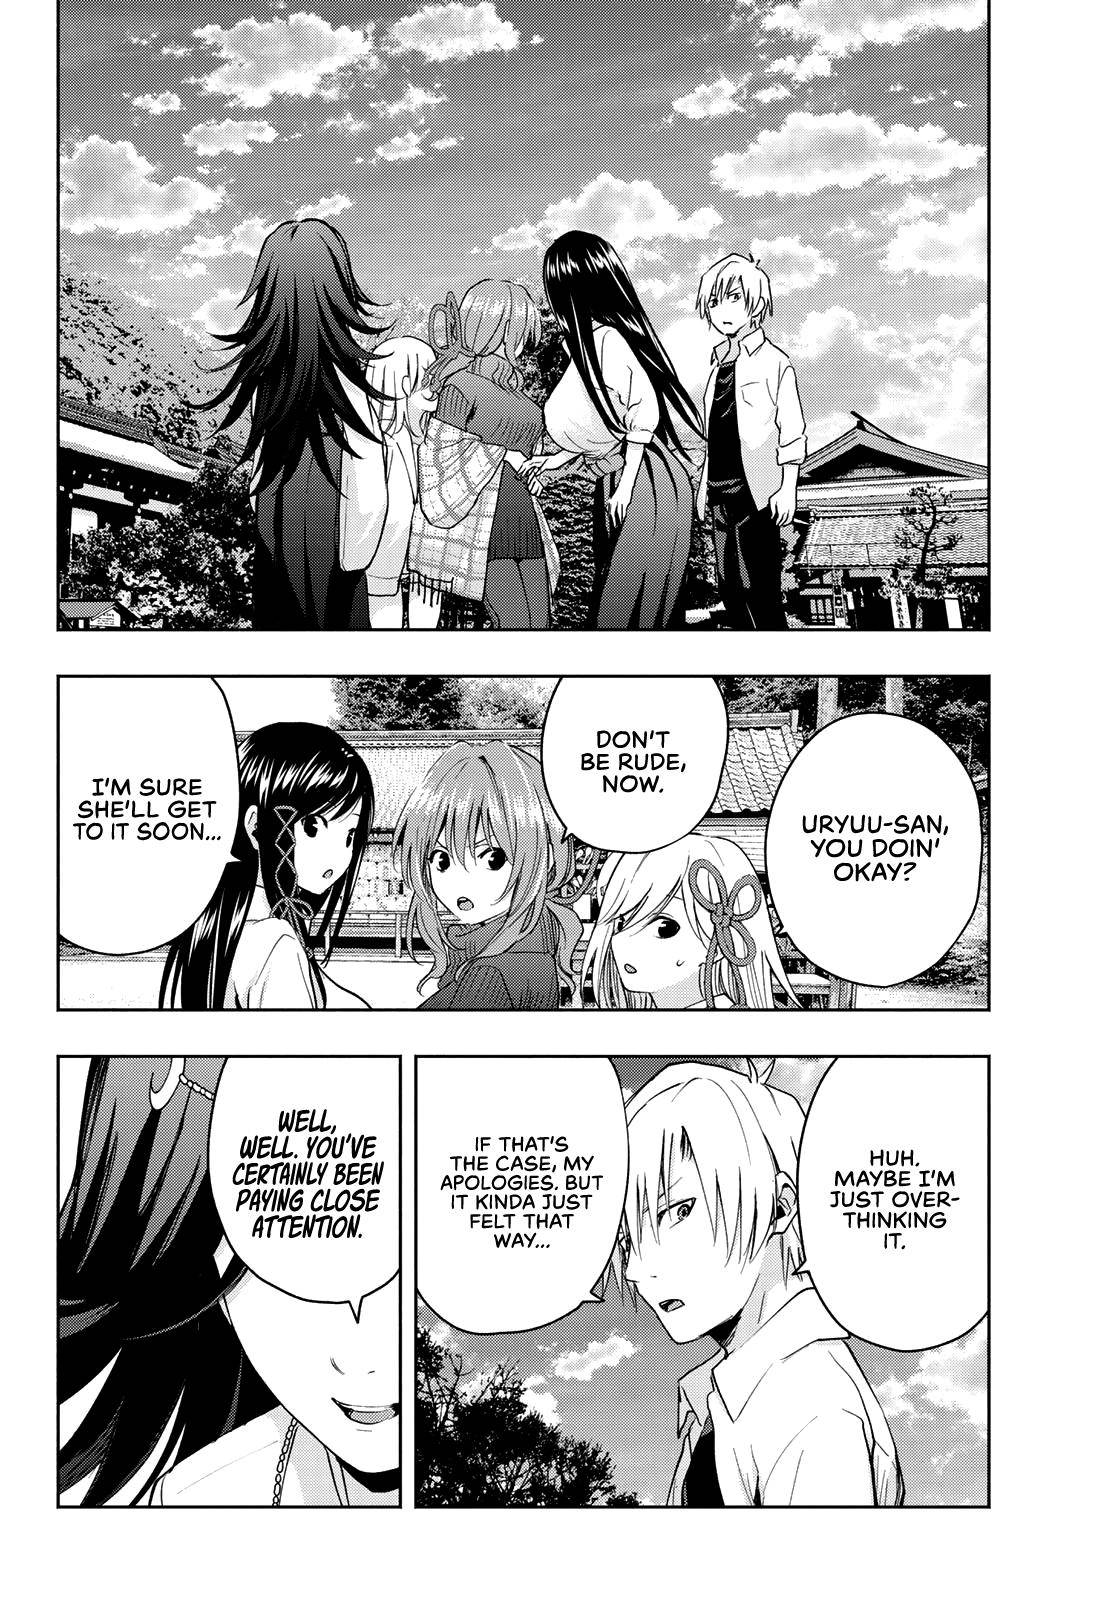 URYUU-SAN,
YOU DOIN'
OKAY?
DON'T
BE RUDE,
NOW.
I'M SURE
SHE'LL GET
TO IT SOON...
HUH.
MAYBE I'M
JUST OVER-
THINKING
IT.
IF THAT'S
THE CASE, MY
APOLOGIES. BUT
IT KINDA JUST
FELT THAT
WAY...
WELL,
WELL. YOU'VE
CERTAINLY BEEN
PAYING CLOSE
ATTENTION.